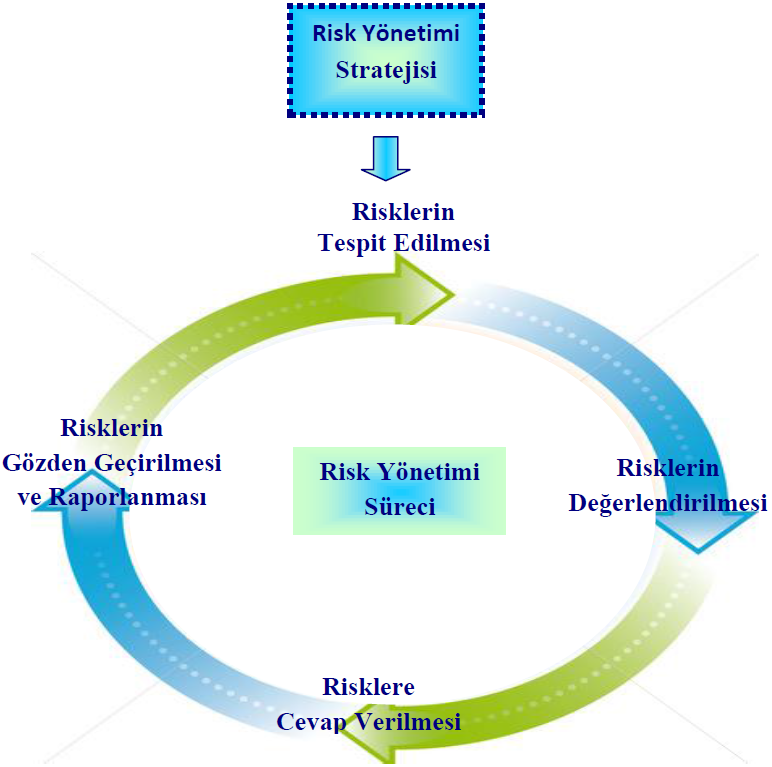 Risk Yönetimi
Stratejisi
Risklerin
Tespit Edilmesi
Risklerin
Gözden Geçirilmesi
ve Raporlanması
Risk Yönetimi
Süreci
Risklerin
Değerlendirilmesi
Risklere
Cevap Verilmesi